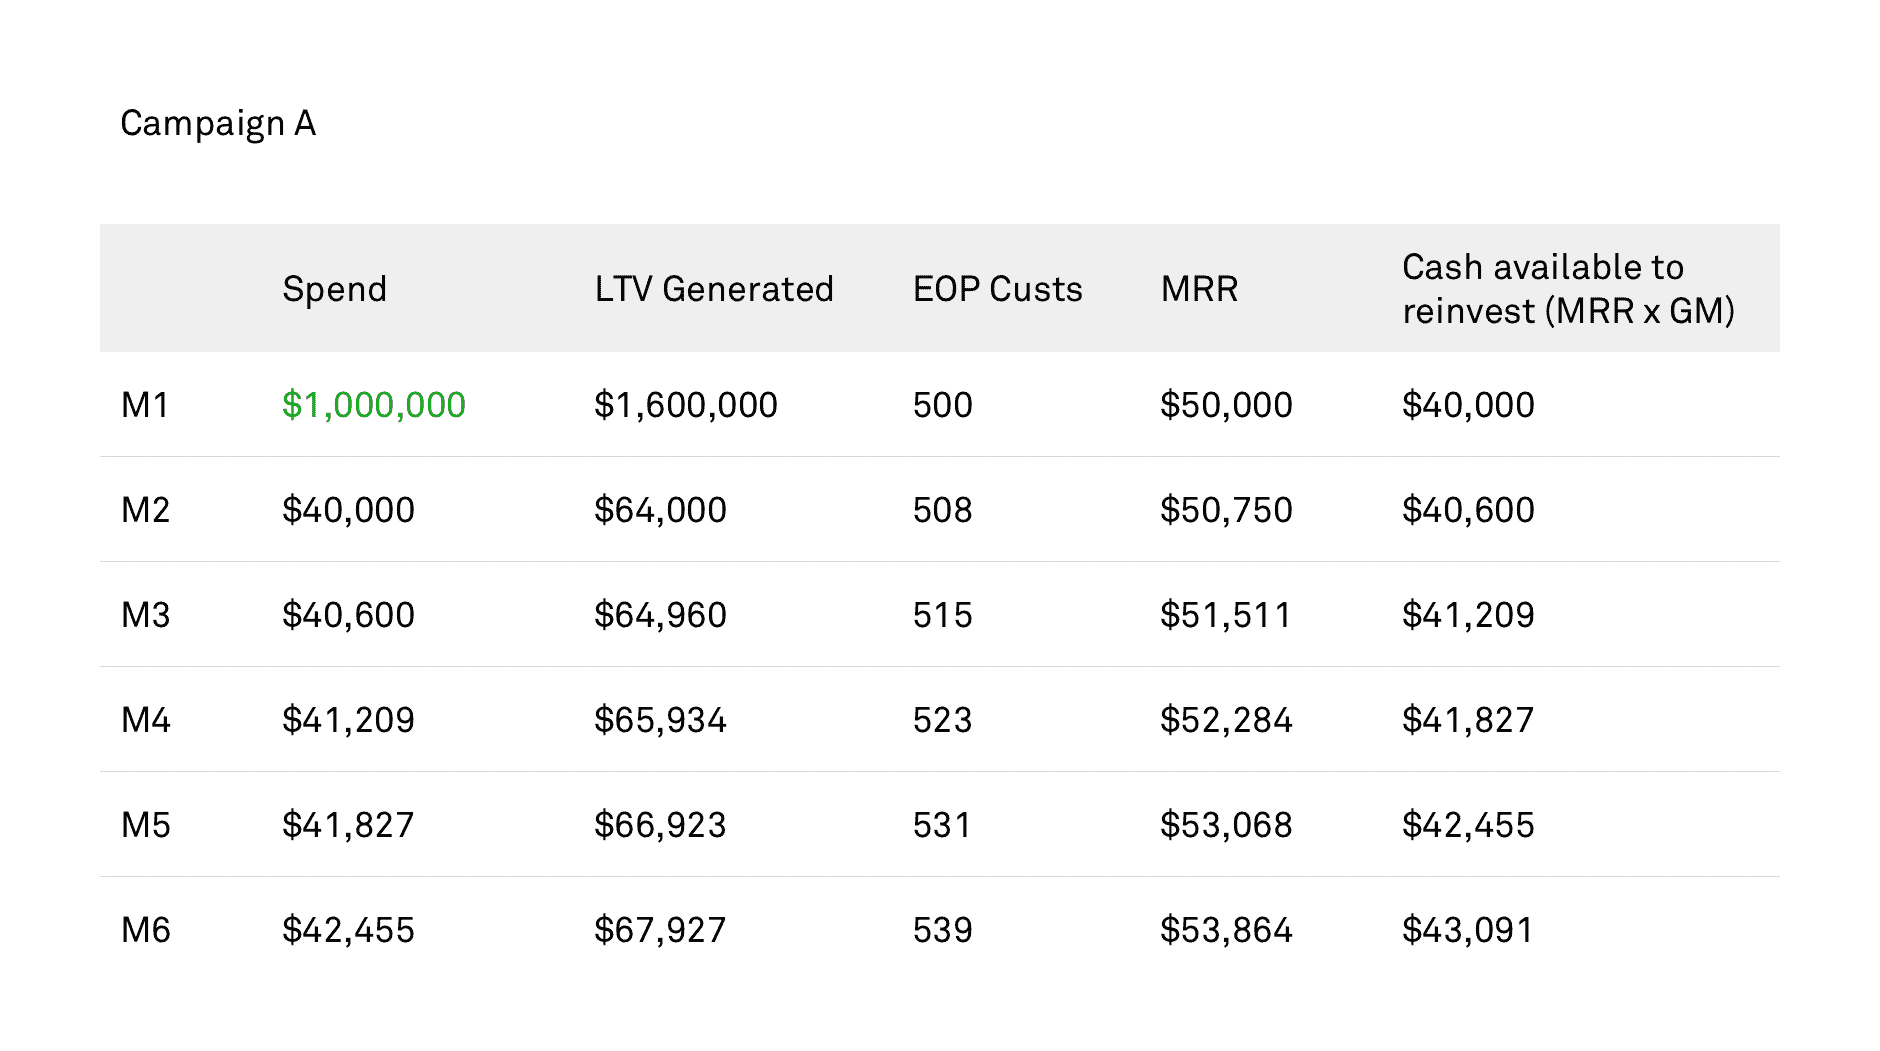 Campaign A
Spend LTV Generated EOP Custs MRR Cash available to
reinvest (MRR x GM)
M1 $1,000,000 $1,600,000 500 $50,000 $40,000
M2 $40,000 $64,000 508 $50,750 $40,600
M3 $40,600 $64,960 515 $51,511 $41,209
M4 $41,209 $65,934 523 $52,284 $41,827
M5 $41,827 $66,923 531 $53,068 $42,455
M6 $42,455 $67,927 539 $53,864 $43,091